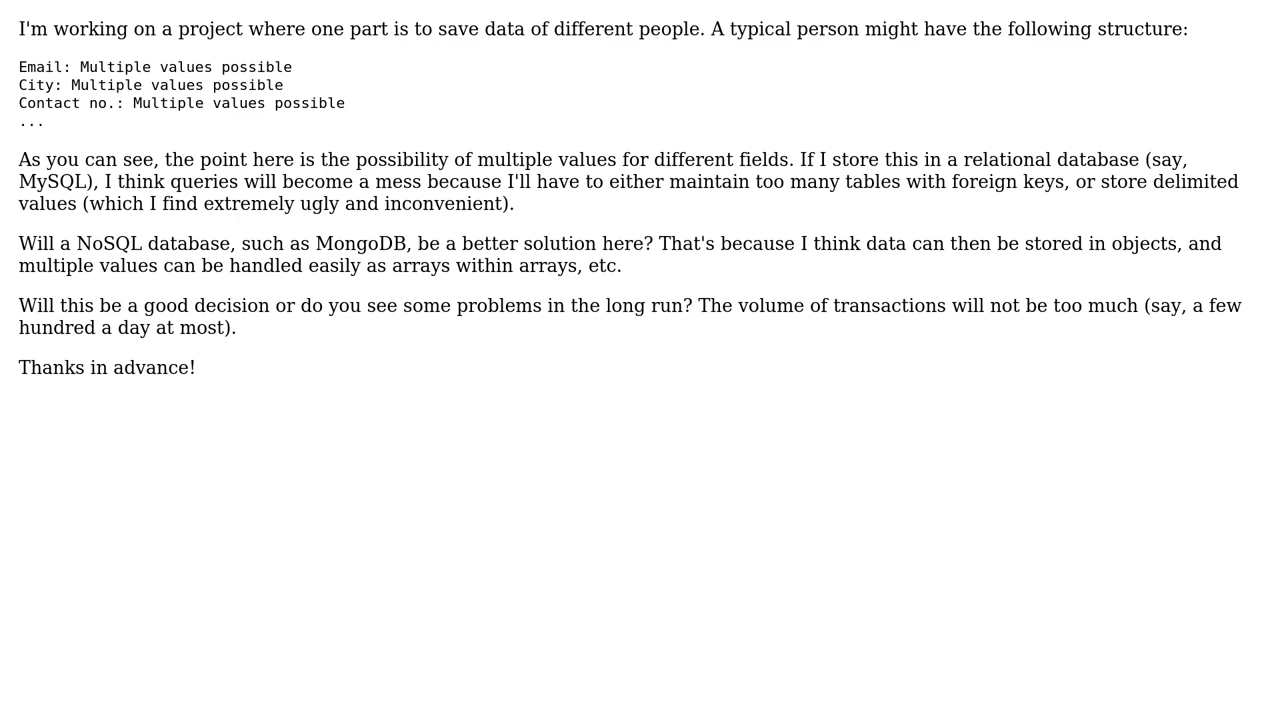 I'm working on a project where one part is to save data of different people. A typical person might have the following structure:
Email: Multiple values possible
City: Multiple values possible
Contact no.: Multiple values possible
...
As you can see, the point here is the possibility of multiple values for different fields. If I store this in a relational database (say,
MySQL), I think queries will become a mess because I'll have to either maintain too many tables with foreign keys, or store delimited
values (which I find extremely ugly and inconvenient).
Will a NoSQL database, such as MongoDB, be a better solution here? That's because I think data can then be stored in objects, and
multiple values can be handled easily as arrays within arrays, etc.
Will this be a good decision or do you see some problems in the long run? The volume of transactions will not be too much (say, a few
hundred a day at most).
Thanks in advance!